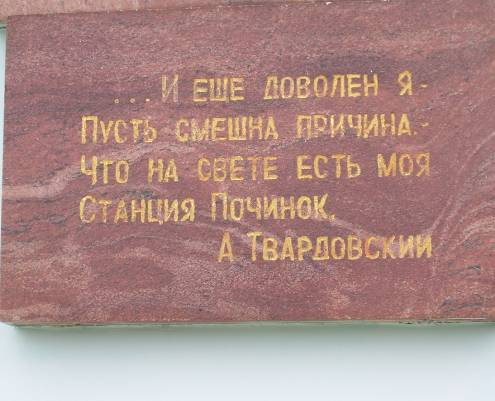 ... И ЕЩЕ ДОВОЛЕН Я-
ПУСТЬ СМЕШНА ПРИЧИНА.-
ЧТО НА СВЕТЕ ЕСТЬ МОЯ
СТАНЦИЯ ПОЧИНОК.
А ТВАРДОВСКИЙ